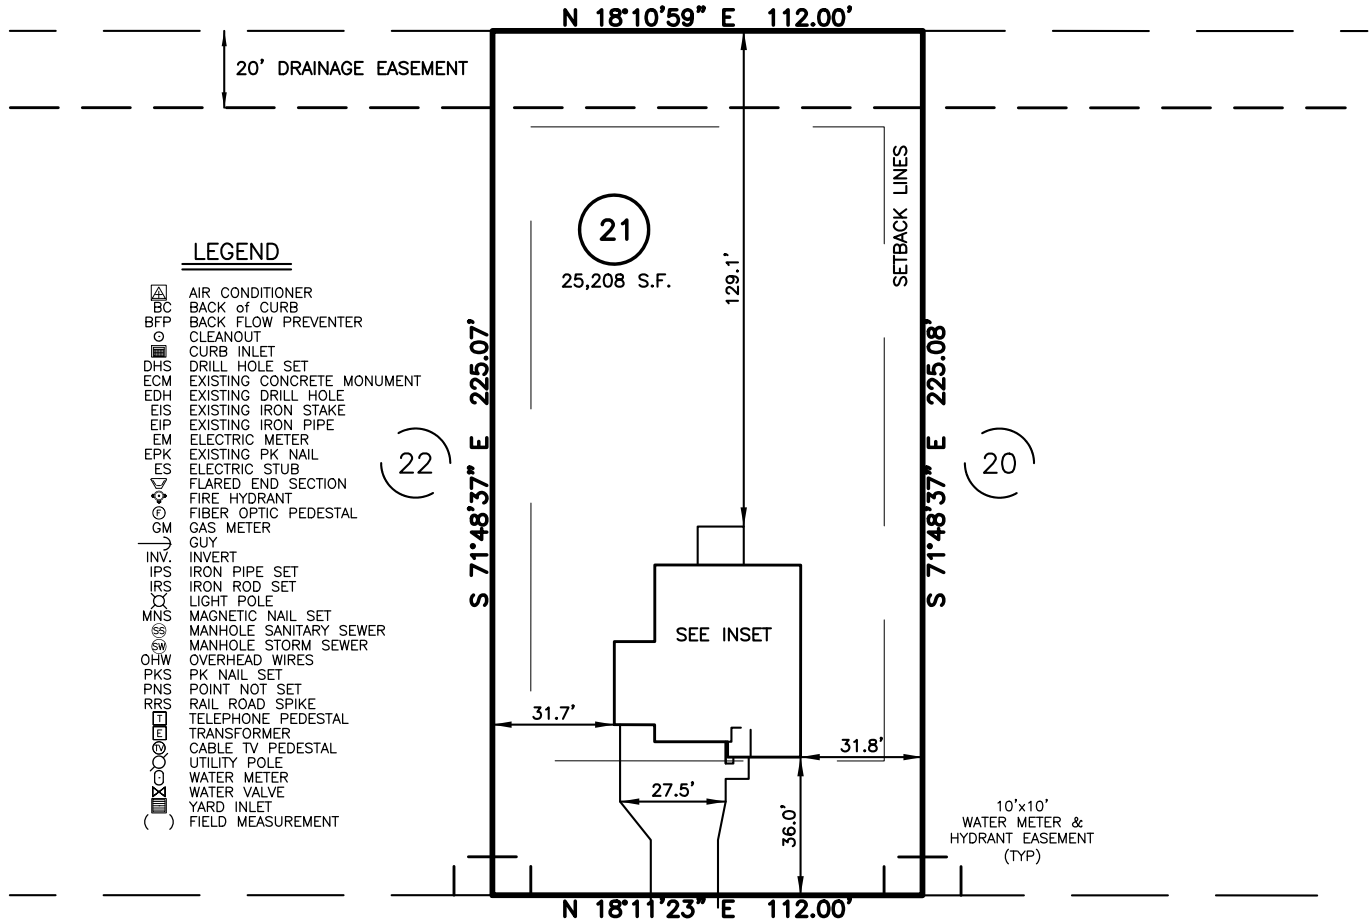 N 18°10'59" E 112.00'
20' DRAINAGE EASEMENT
SETBACK LINES
21
25,208 S.F.
129.1'
LEGEND
AIR CONDITIONER
BC BACK of CURB
BFP BACK FLOW PREVENTER
CLEANOUT
CURB INLET
DHS DRILL HOLE SET
ECM EXISTING CONCRETE MONUMENT
EDH EXISTING DRILL HOLE
EIS EXISTING IRON STAKE
EIP EXISTING IRON PIPE
EM ELECTRIC METER
EPK EXISTING PK NAIL
ES ELECTRIC STUB
FLARED END SECTION
FIRE HYDRANT
F FIBER OPTIC PEDESTAL
GM GAS METER
GUY
INV. INVERT
IPS IRON PIPE SET
IRS IRON ROD SET
LIGHT POLE
MNS MAGNETIC NAIL SET
SS MANHOLE SANITARY SEWER
SW MANHOLE STORM SEWER
OHW OVERHEAD WIRES
PKS PK NAIL SET
PNS POINT NOT SET
RRS RAIL ROAD SPIKE
T TELEPHONE PEDESTAL
E TRANSFORMER
TV CABLE TV PEDESTAL
UTILITY POLE
WATER METER
WATER VALVE
YARD INLET
( ) FIELD MEASUREMENT
S 71°48'37" E 225.07'
S 71°48'37" E 225.08'
22
20
SEE INSET
31.7'
31.8'
27.5'
36.0'
10'x10'
WATER METER &
HYDRANT EASEMENT
(TYP)
N 18°11'23" E 112.00'